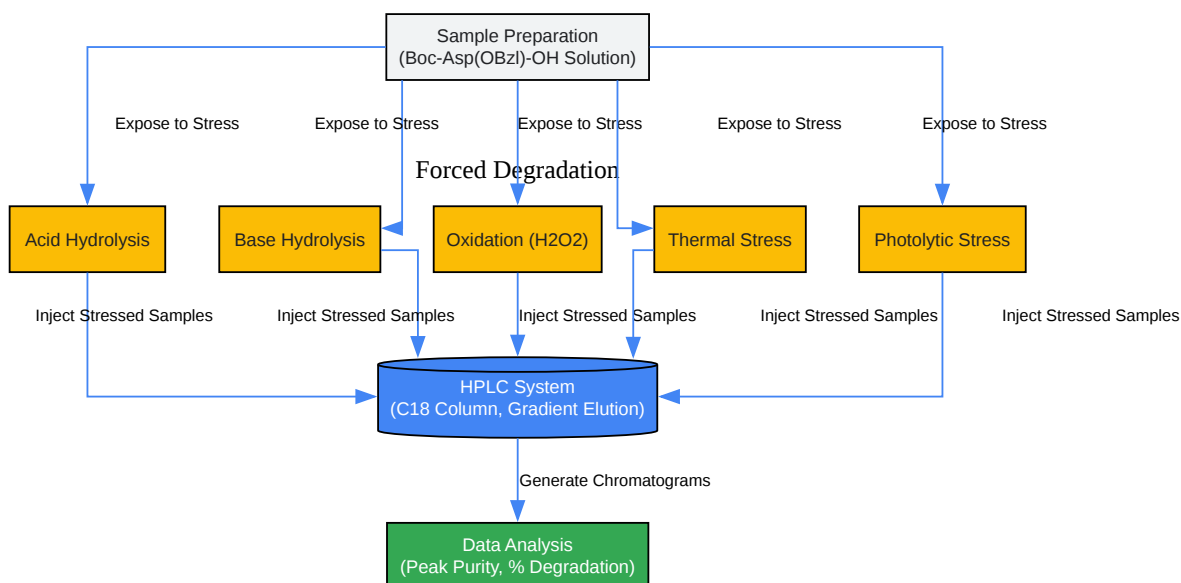 Sample Preparation
(Boc-Asp(OBzl)-OH Solution)
Expose to Stress
Expose to Stress
Expose to Stress
Expose to Stress
Expose to Stress
Forced Degradation
Acid Hydrolysis
Base Hydrolysis
Oxidation (H2O2)
Thermal Stress
Photolytic Stress
Inject Stressed Samples
Inject Stressed Samples
Inject Stressed Samples
Inject Stressed Samples
Inject Stressed Samples
HPLC System
(C18 Column, Gradient Elution)
Generate Chromatograms
Data Analysis
(Peak Purity, % Degradation)